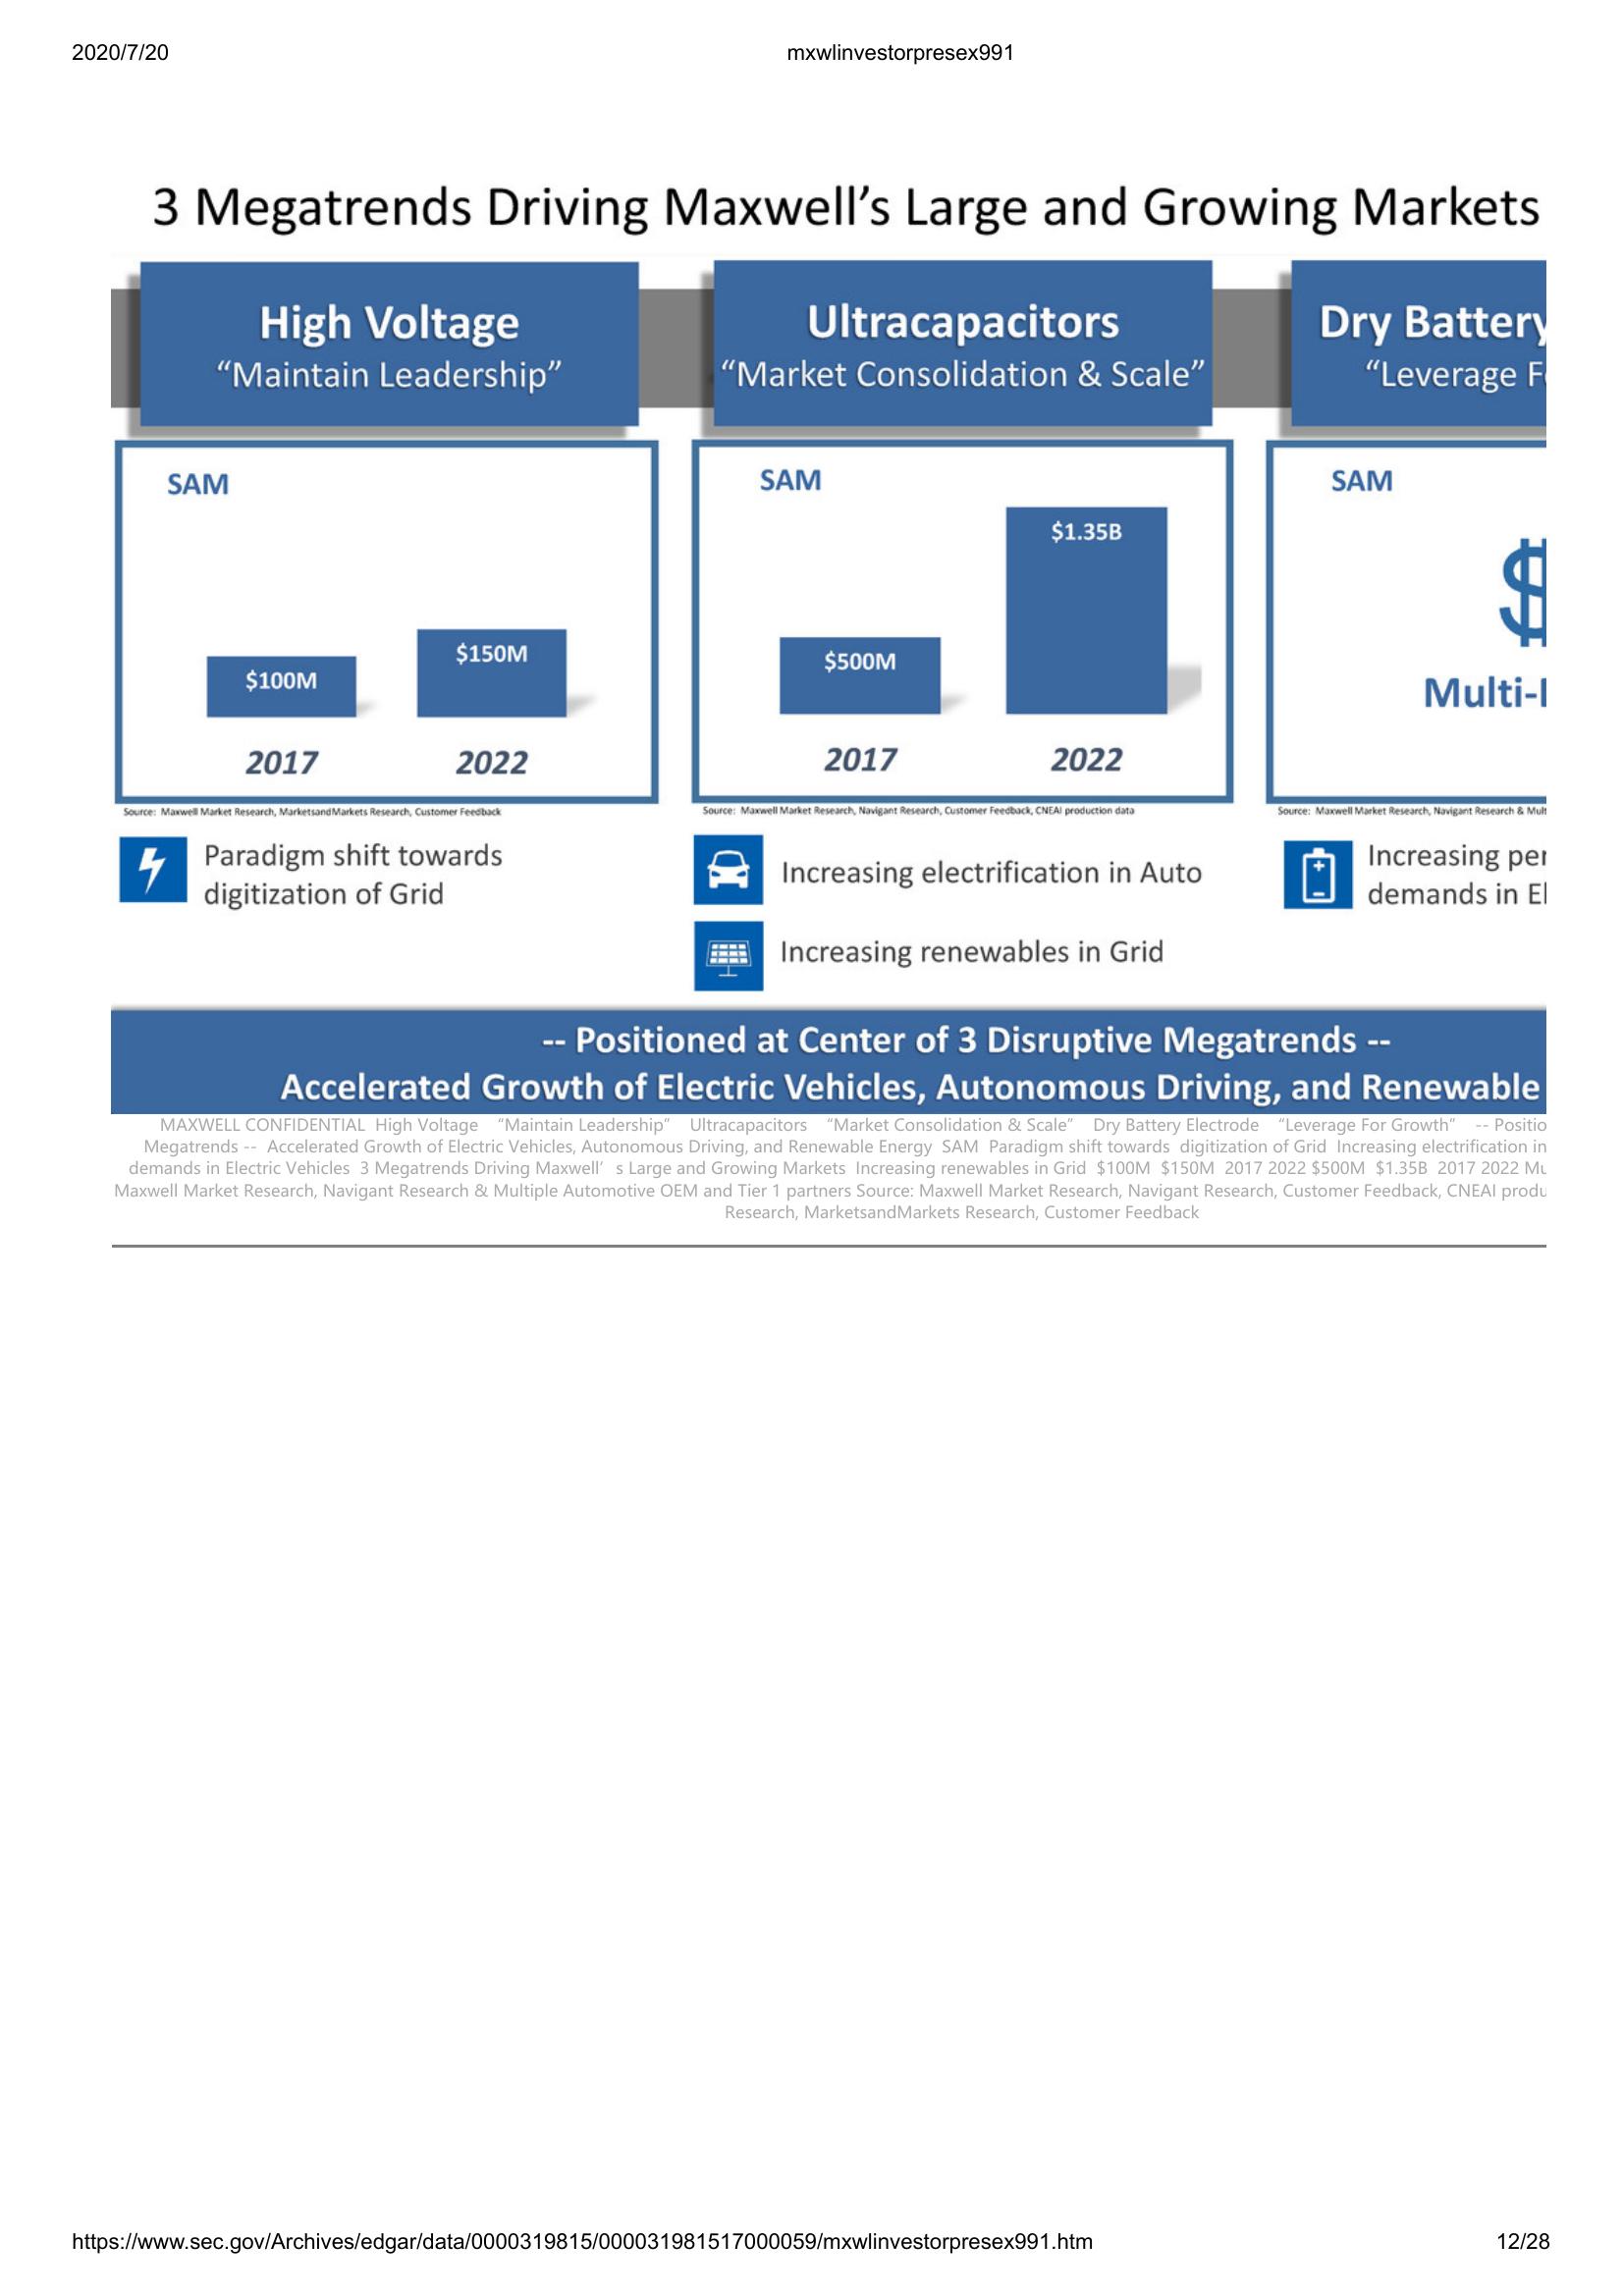 2020/7/20
mxwlinvestorpresex991
3 Megatrends Driving Maxwell’s Large and Growing Markets
High Voltage
“Maintain Leadership”
SAM
$100M
$150M
2017
2022
Source: Maxwell Market Research, MarketsandMarkets Research, Customer Feedback
Paradigm shift towards
digitization of Grid
Ultracapacitors
“Market Consolidation & Scale”
SAM
$500M
$1.35B
2017
2022
Source: Maxwell Market Research, Navigant Research, Customer Feedback, CNEAI production data
Increasing electrification in Auto
Increasing renewables in Grid
Dry Battery
“Leverage
SAM
$
Multi-
Source: Maxwell Market Research, Navigant Research &
Increasing
demands in
-- Positioned at Center of 3 Disruptive Megatrends --
Accelerated Growth of Electric Vehicles, Autonomous Driving, and Renewable
MAXWELL CONFIDENTIAL High Voltage “Maintain Leadership” Ultracapacitors “Market Consolidation & Scale” Dry Battery Electrode “Leverage For Growth” --
Megatrends -- Accelerated Growth of Electric Vehicles, Autonomous Driving, and Renewable Energy SAM Paradigm shift towards digitization of Grid Increasing electrification in
demands in Electric Vehicles 3 Megatrends Driving Maxwell’ s Large and Growing Markets Increasing renewables in Grid $100M $150M 2017 2022 $500M $1.35B 2017 2022
Maxwell Market Research, Navigant Research & Multiple Automotive OEM and Tier 1 partners Source: Maxwell Market Research, Navigant Research, Customer Feedback, CNEAI
Research, MarketsandMarkets Research, Customer Feedback
https://www.sec.gov/Archives/edgar/data/0000319815/000031981517000059/mxwlinvestorpresex991.htm
12/28